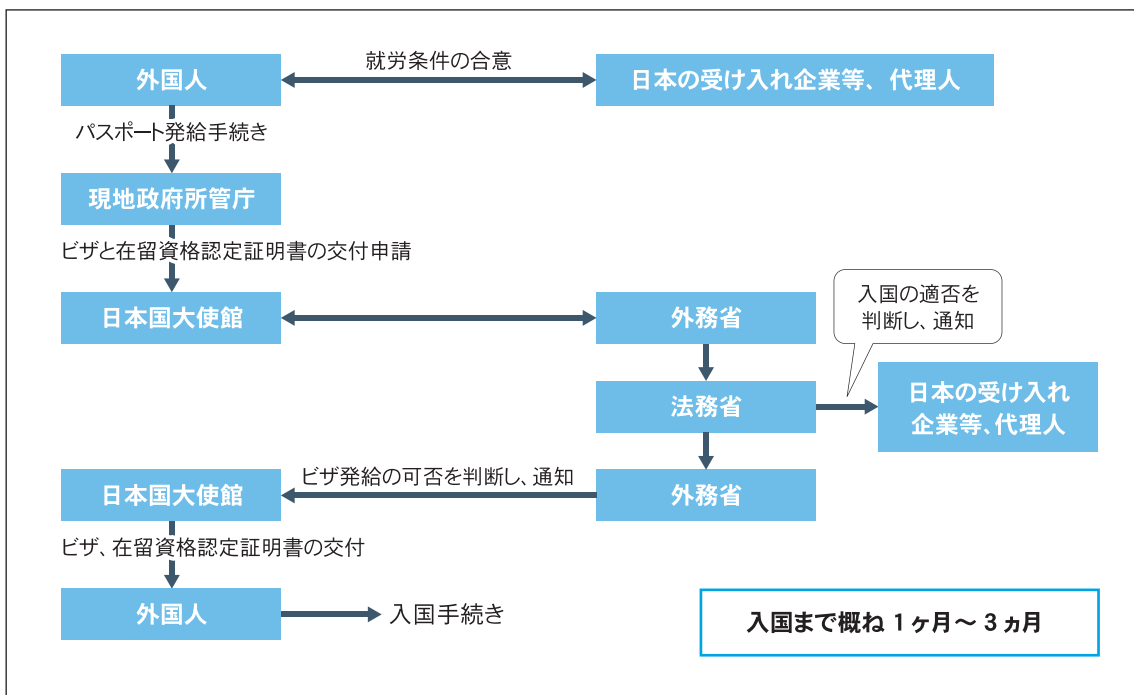 就労条件の合意
外国人
日本の受け入れ企業等、代理人
パスポート発給手続き
現地政府所管庁
ビザと在留資格認定証明書の交付申請
日本国大使館
外務省
入国の適否を
判断し、通知
法務省
日本の受け入れ
企業等、代理人
ビザ発給の可否を判断し、通知
日本国大使館
外務省
ビザ、在留資格認定証明書の交付
外国人
入国手続き
入国まで概ね 1 ヶ月〜 3 ヵ月